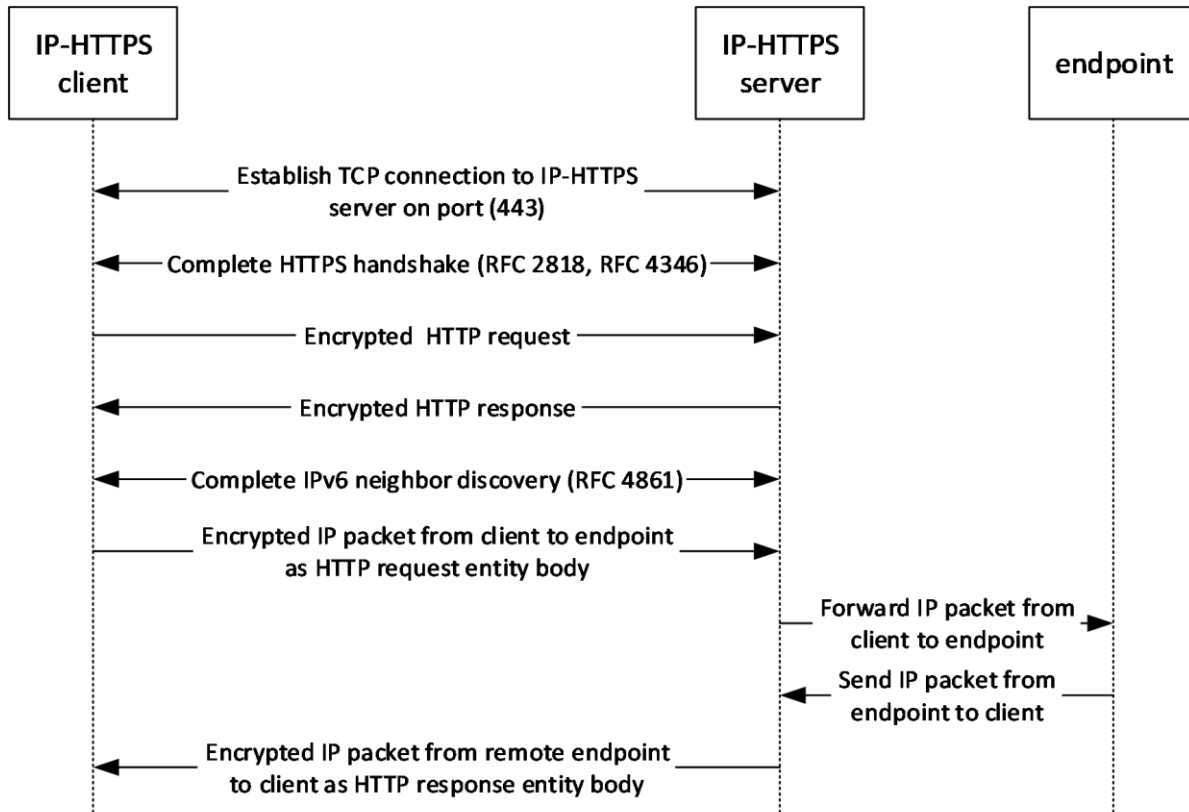 IP-HTTPS
client
IP-HTTPS
server
endpoint
Establish TCP connection to IP-HTTPS
server on port (443)
Complete HTTPS handshake (RFC 2818, RFC 4346)
Encrypted HTTP request
Encrypted HTTP response
Complete IPv6 neighbor discovery (RFC 4861)
Encrypted IP packet from client to endpoint
as HTTP request entity body
Forward IP packet from
client to endpoint
Send IP packet from
endpoint to client
Encrypted IP packet from remote endpoint
to client as HTTP response entity body